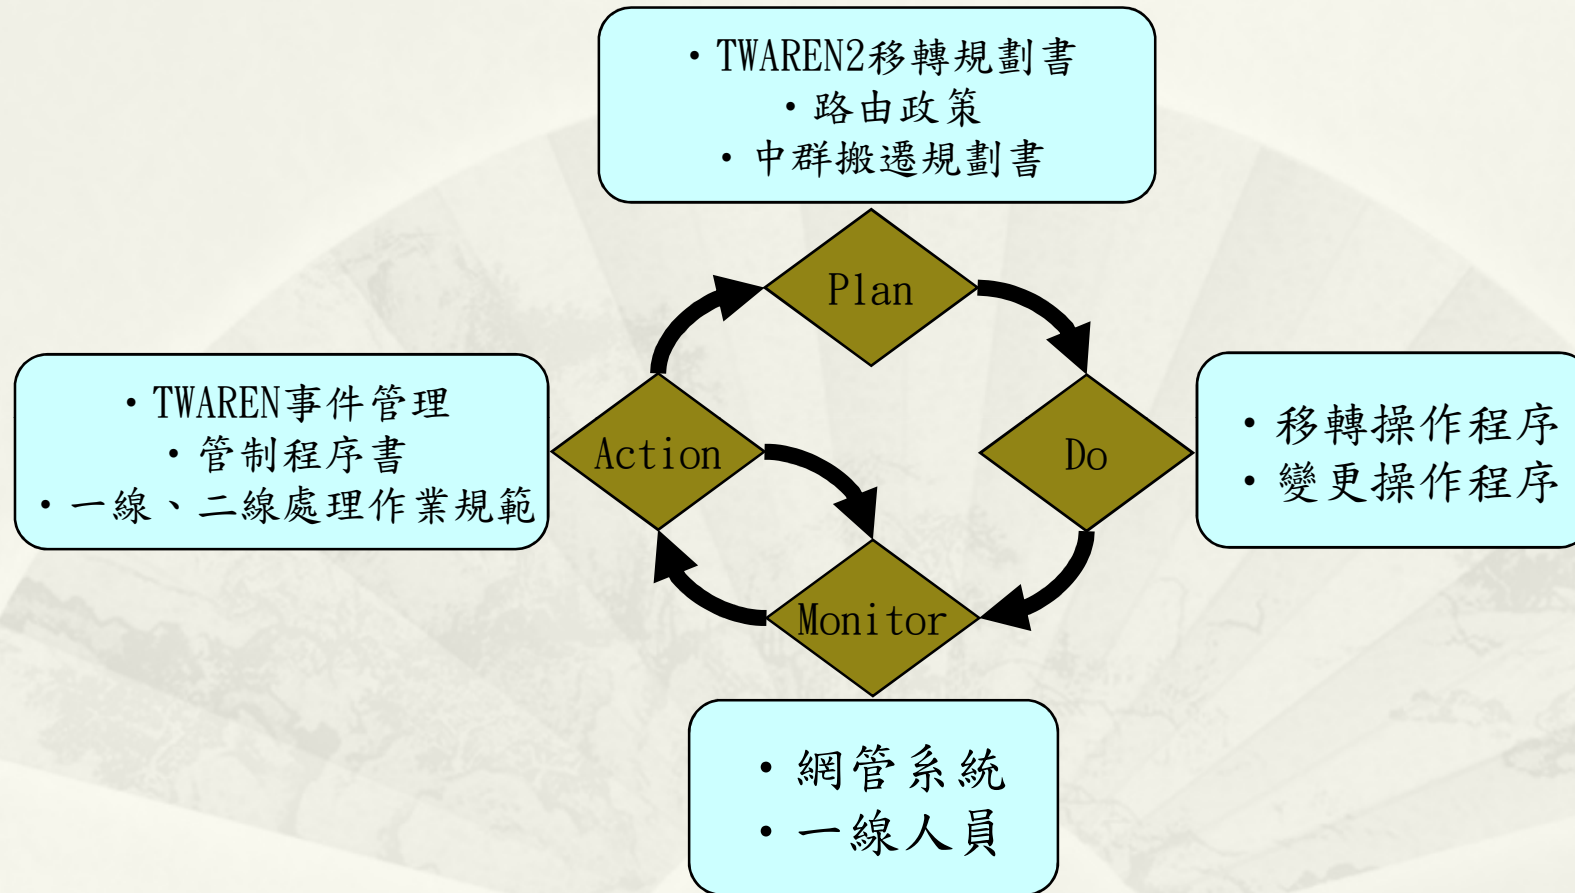 • TWAREN2移轉規劃書
• 路由政策
• 中群搬遷規劃書
Plan
• TWAREN事件管理
• 管制程序書
• 一線、二線處理作業規範
Action
Do
• 移轉操作程序
• 變更操作程序
Monitor
• 網管系統
• 一線人員